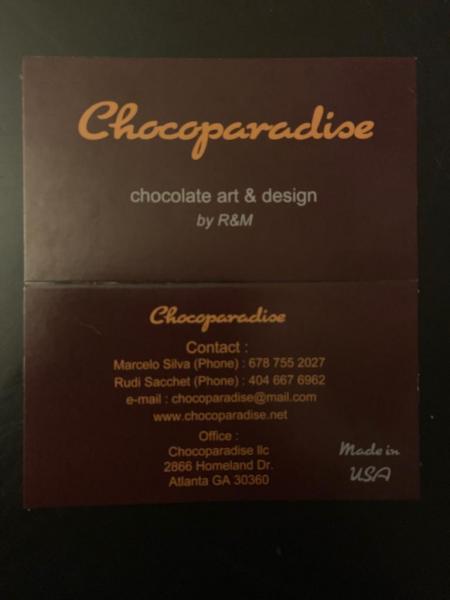 Chocoparadise
chocolate art & design
by R&M
Chocoparadise
Contact :
Marcelo Silva (Phone) : 678 755 2027
Rudi Sacchet (Phone) : 404 667 6962
e-mail : chocoparadise@mail.com
www.chocoparadise.net
Office :
Chocoparadise llc
2866 Homeland Dr.
Atlanta GA 30360
Made in
USA